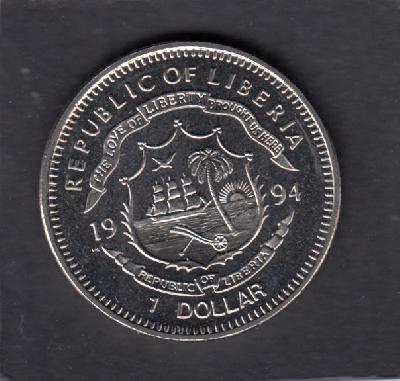 REPUBLIC OF LIBERIA
THE LOVE OF LIBERTY BROUGHT US HERE
19 94
REPUBLIC OF LIBERIA
1 DOLLAR